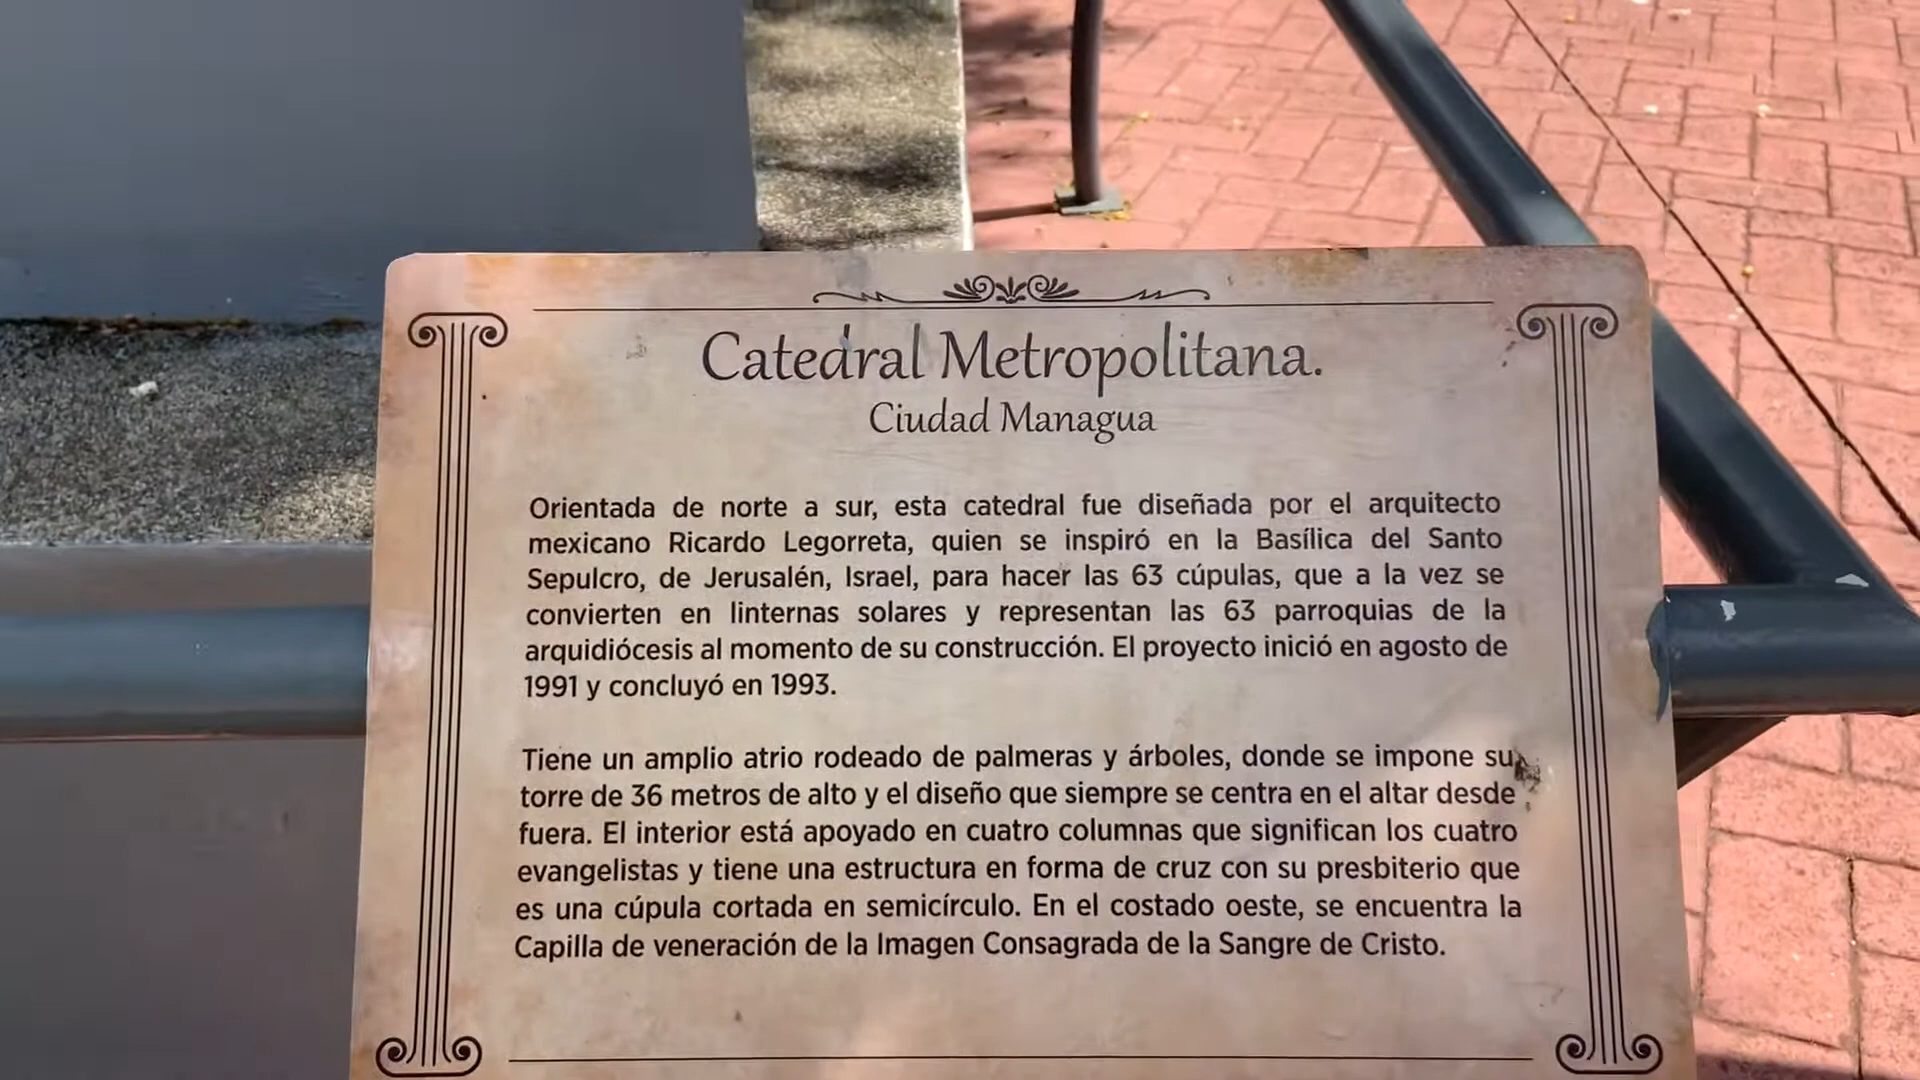 Catedral Metropolitana.
Ciudad Managua
Orientada de norte a sur, esta catedral fue diseñada por el arquitecto
mexicano Ricardo Legorreta, quien se inspiró en la Basílica del Santo
Sepulcro, de Jerusalén, Israel, para hacer las 63 cúpulas, que a la vez se
convierten en linternas solares y representan las 63 parroquias de la
arquidiócesis al momento de su construcción. El proyecto inició en agosto de
1991 y concluyó en 1993.
Tiene un amplio atrio rodeado de palmeras y árboles, donde se impone su
torre de 36 metros de alto y el diseño que siempre se centra en el altar desde
fuera. El interior está apoyado en cuatro columnas que significan los cuatro
evangelistas y tiene una estructura en forma de cruz con su presbiterio que
es una cúpula cortada en semicírculo. En el costado oeste, se encuentra la
Capilla de veneración de la Imagen Consagrada de la Sangre de Cristo.